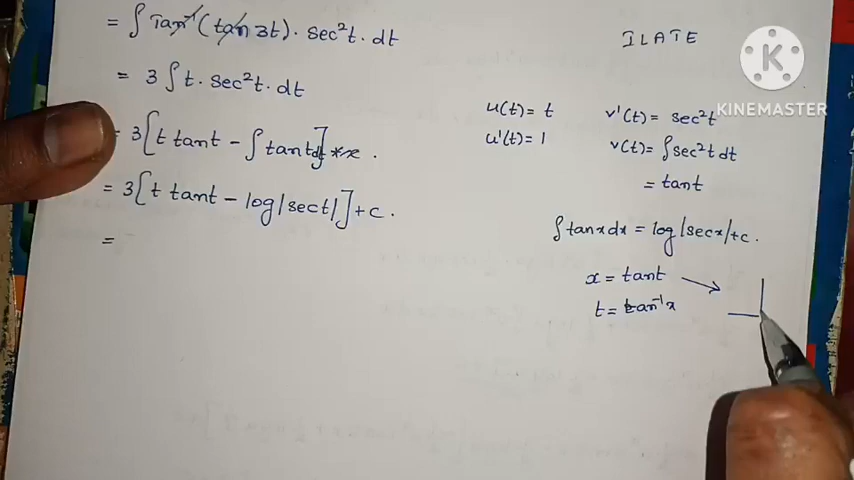 = ∫ Tan⁻¹(tan 3t). sec²t. dt
= 3 ∫ t. sec²t. dt
= 3[t tant - ∫ tant dt] + x .
= 3[t tant - log|sect|] + c .
=
ILATE
u(t) = t v'(t) = sec²t
u'(t) = 1 v(t) = ∫ sec²t dt
= tant
∫ tanx dx = log|secx| + c .
x = tant
t = tan⁻¹x
KINEMASTER